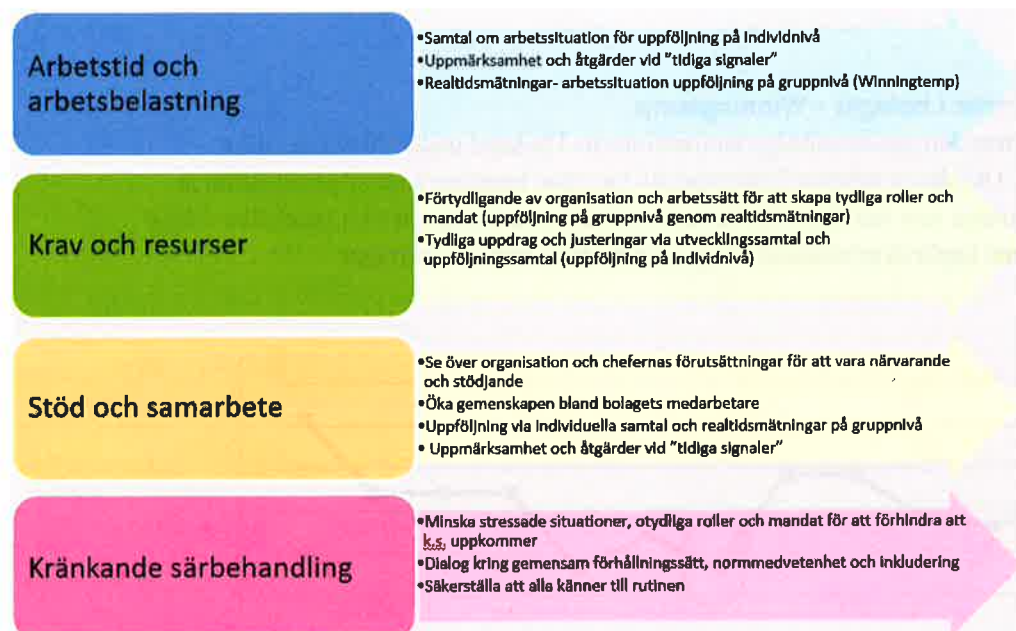 Arbetstid och
arbetsbelastning
•Samtal om arbetssituation för uppföljning på individnivå
•Uppmärksamhet och åtgärder vid "tidiga signaler"
•Realtidsmätningar- arbetssituation uppföljning på gruppnivå (Winningtemp)
Krav och resurser
•Förtydligande av organisation och arbetssätt för att skapa tydliga roller och
mandat (uppföljning på gruppnivå genom realtidsmätningar)
•Tydliga uppdrag och justeringar via utvecklingssamtal och
uppföljningssamtal (uppföljning på individnivå)
Stöd och samarbete
•Se över organisation och chefernas förutsättningar för att vara närvarande
och stödjande
•Öka gemenskapen bland bolagets medarbetare
•Uppföljning via individuella samtal och realtidsmätningar på gruppnivå
• Uppmärksamhet och åtgärder vid "tidiga signaler"
Kränkande särbehandling
•Minska stressade situationer, otydliga roller och mandat för att förhindra att
k.s. uppkommer
•Dialog kring gemensam förhållningssätt, normmedvetenhet och inkludering
•Säkerställa att alla känner till rutinen